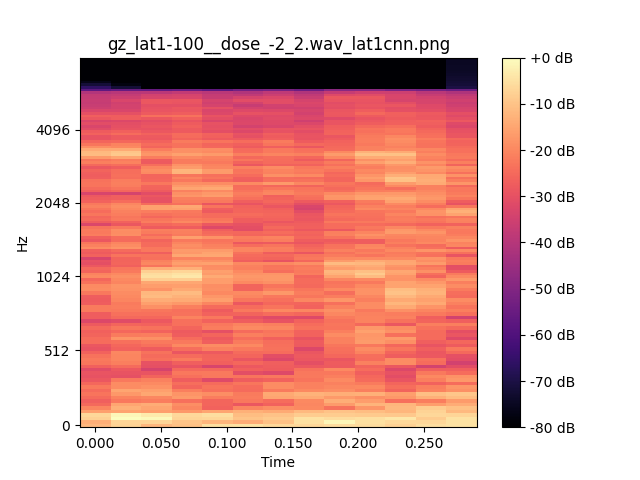 gz_lat1-100__dose_-2_2.wav_lat1cnn.png
+0 dB
-10 dB
-20 dB
-30 dB
-40 dB
-50 dB
-60 dB
-70 dB
-80 dB
Hz
4096
2048
1024
512
0
0.000
0.050
0.100
0.150
0.200
0.250
Time